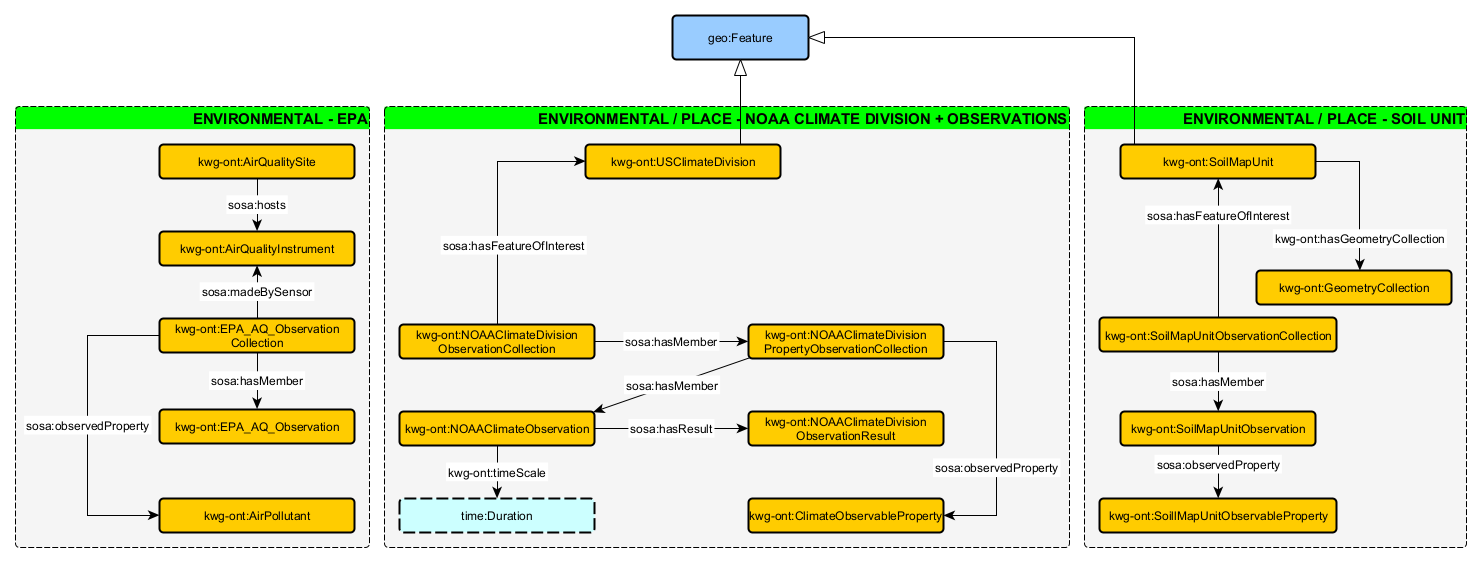 geo:Feature
ENVIRONMENTAL - EPA
kwg-ont:AirQualitySite
sosa:hosts
kwg-ont:AirQualityInstrument
sosa:madeBySensor
kwg-ont:EPA_AQ_Observation
Collection
sosa:hasMember
sosa:observedProperty
kwg-ont:EPA_AQ_Observation
kwg-ont:AirPollutant
ENVIRONMENTAL / PLACE - NOAA CLIMATE DIVISION + OBSERVATIONS
kwg-ont:USClimateDivision
sosa:hasFeatureOfInterest
kwg-ont:NOAAClimateDivision
ObservationCollection
sosa:hasMember
kwg-ont:NOAAClimateDivision
PropertyObservationCollection
sosa:hasMember
kwg-ont:NOAAClimateObservation
sosa:hasResult
kwg-ont:NOAAClimateDivision
ObservationResult
kwg-ont:timeScale
sosa:observedProperty
time:Duration
kwg-ont:ClimateObservableProperty
ENVIRONMENTAL / PLACE - SOIL UNIT
kwg-ont:SoilMapUnit
sosa:hasFeatureOfInterest
kwg-ont:hasGeometryCollection
kwg-ont:GeometryCollection
kwg-ont:SoilMapUnitObservationCollection
sosa:hasMember
kwg-ont:SoilMapUnitObservation
sosa:observedProperty
kwg-ont:SoillMapUnitObservableProperty